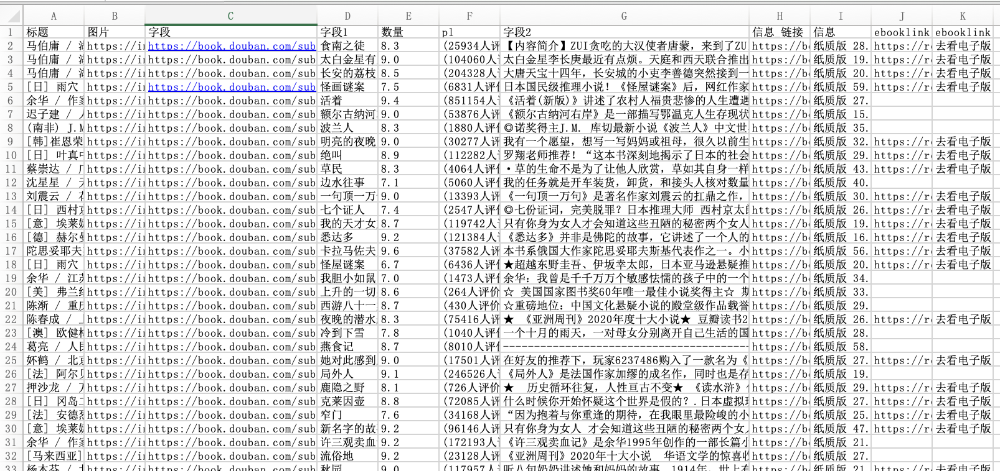 A B C D E F G H I J K
1 标题 图片 字段 字段1 数量 pl 字段2 信息 链接 信息 ebooklink ebooklink
2 马伯庸 / https://i https://book.douban.com/sub 食南之徒 8.3 (25934人评 【内容简介】ZUI贪吃的大汉使者唐蒙，来到了ZU https://b 纸质版 28. https://r 去看电子版
3 马伯庸 / https://i https://book.douban.com/sub 太白金星有 9.0 (104060人 太白金星李长庚最近有点烦。天庭和西天联合推出 https://b 纸质版 19. https://r 去看电子版
4 马伯庸 / https://i https://book.douban.com/sub 长安的荔枝 8.5 (204328人 大唐天宝十四年，长安城的小吏李善德突然接到一 https://b 纸质版 20. https://r 去看电子版
5 [日] 雨穴 https://i https://book.douban.com/sub 怪画谜案 7.5 (6831人评价 日本国民级推理小说！《怪屋谜案》后，网红作家 https://b 纸质版 59. https://r 去看电子版
6 余华 / 作家 https://i https://book.douban.com/sub 活着 9.4 (851154人 《活着(新版)》讲述了农村人福贵悲惨的人生遭遇 https://b 纸质版 27.
7 迟子建 / https://i https://book.douban.com/sub 额尔古纳河 9.0 (53876人评 《额尔古纳河右岸》是一部描写鄂温克人生存现状 https://b 纸质版 15.
8 (南非) J.M https://i https://book.douban.com/sub 波兰人 8.3 (1880人评价 ◎诺奖得主J.M. 库切最新小说《波兰人》中文世 https://b 纸质版 35.
9 [韩]崔恩荣 https://i https://book.douban.com/sub 明亮的夜晚 9.0 (30277人评 我有一个愿望，想写一写妈妈或祖母，很久以前生 https://b 纸质版 32. https://r 去看电子版
10 [日] 叶真中 https://i https://book.douban.com/sub 绝叫 8.9 (112282人 罗翔老师推荐！“这本书深刻地揭示了日本的社会 https://b 纸质版 29. https://r 去看电子版
11 蔡崇达 / https://i https://book.douban.com/sub 草民 8.3 (4064人评价 ·草的生命不是为了让他人欣赏，草如其自身一样 https://b 纸质版 43. https://r 去看电子版
12 沈星星 / https://i https://book.douban.com/sub 边水往事 7.1 (5060人评价 我的任务就是开车装货，卸货，和接头人核对数量 https://b 纸质版 40.
13 刘震云 / https://i https://book.douban.com/sub 一句顶一万 9.0 (13393人评 《一句顶一万句》是著名作家刘震云的扛鼎之作， https://b 纸质版 30. https://r 去看电子版
14 [日] 西村京 https://i https://book.douban.com/sub 七个证人 7.4 (2547人评价 ◎七份证词，完美脱罪？日本推理大师 西村京太郎 https://b 纸质版 26. https://r 去看电子版
15 [意] 埃莱娜 https://i https://book.douban.com/sub 我的天才女 8.7 (119742人 只有你身为女人才会知道这些丑陋的秘密两个女人 https://b 纸质版 19. https://r 去看电子版
16 [德] 赫尔曼 https://i https://book.douban.com/sub 悉达多 9.2 (121384人 《悉达多》并非是佛陀的故事，它讲述了一个人的 https://b 纸质版 16. https://r 去看电子版
17 陀思妥耶夫 https://i https://book.douban.com/sub 卡拉马佐夫 9.6 (37582人评 本书系俄国大作家陀思妥耶夫斯基代表作之一。小 https://b 纸质版 56. https://r 去看电子版
18 [日] 雨穴 https://i https://book.douban.com/sub 怪屋谜案 6.7 (6436人评价 ★超越东野圭吾、伊坂幸太郎，日本亚马逊悬疑推 https://b 纸质版 20. https://r 去看电子版
19 余华 / 江苏 https://i https://book.douban.com/sub 我胆小如鼠 7.0 (1473人评价 余华：我曾是千千万万个敏感怯懦的孩子中的一个 https://b 纸质版 34.
20 [美] 弗兰纳 https://i https://book.douban.com/sub 上升的一切 8.6 (264人评价 ☆ 美国国家图书奖60年唯一最佳小说奖得主☆ https://b 纸质版 33.
21 陈渐 / 重庆 https://i https://book.douban.com/sub 西游八十一 8.7 (430人评价 ☆重磅地位：中国文化悬疑小说的殿堂级作品载誉 https://b 纸质版 29.
22 陈春成 / 上 https://i https://book.douban.com/sub 夜晚的潜水 8.3 (75416人评 ★ 《亚洲周刊》2020年度十大小说★ 豆瓣读书2 https://b 纸质版 26. https://r 去看电子版
23 [澳] 欧健梅 https://i https://book.douban.com/sub 冷到下雪 7.8 (1040人评价 一个十月的雨天，一对母女分别离开自己生活的国 https://b 纸质版 28.
24 葛亮 / 人民 https://i https://book.douban.com/sub 燕食记 8.7 (8010人评价 ---------------------------------------- https://b 纸质版 58.
25 妚鹤 / 北京 https://i https://book.douban.com/sub 她对此感到 9.0 (17501人评 在好友的推荐下，玩家6237486购入了一款名为《 https://b 纸质版 27. https://r 去看电子版
26 [法] 阿尔贝 https://i https://book.douban.com/sub 局外人 9.1 (246526人 《局外人》是法国作家加缪的成名作，同时也是存 https://b 纸质版 19.
27 押沙龙 / https://i https://book.douban.com/sub 鹿隐之野 8.1 (726人评价 ★ 历史循环往复，人性亘古不变★ 《读水浒》 https://b 纸质版 29. https://r 去看电子版
28 [日] 冈岛二 https://i https://book.douban.com/sub 克莱因壶 8.8 (72085人评 什么时候你开始怀疑这个世界是假的？.日本虚拟现 https://b 纸质版 27. https://r 去看电子版
29 [法] 安德烈 https://i https://book.douban.com/sub 窄门 7.6 (34168人评 “因为抱着与你重逢的期待，在我眼里最险峻的小 https://b 纸质版 25. https://r 去看电子版
30 [意] 埃莱娜 https://i https://book.douban.com/sub 新名字的故 9.2 (96146人评 只有你身为女人 才会知道这些丑陋的秘密两个女人 https://b 纸质版 47. https://r 去看电子版
31 余华 / 作家 https://i https://book.douban.com/sub 许三观卖血 9.2 (172193人 《许三观卖血记》是余华1995年创作的一部长篇小 https://b 纸质版 21.
32 [马来西亚] https://i https://book.douban.com/sub 流俗地 9.2 (23128人评 《亚洲周刊》2020年十大小说 华语文学的惊喜收 https://b 纸质版 27.
33 杨本芬 / https://i https://book.douban.com/sub 秋园 9.0 (117957人 听八旬奶奶讲述她和妈妈的故事 1914年，世上有 https://b 纸质版 21. https://r 去看电子版